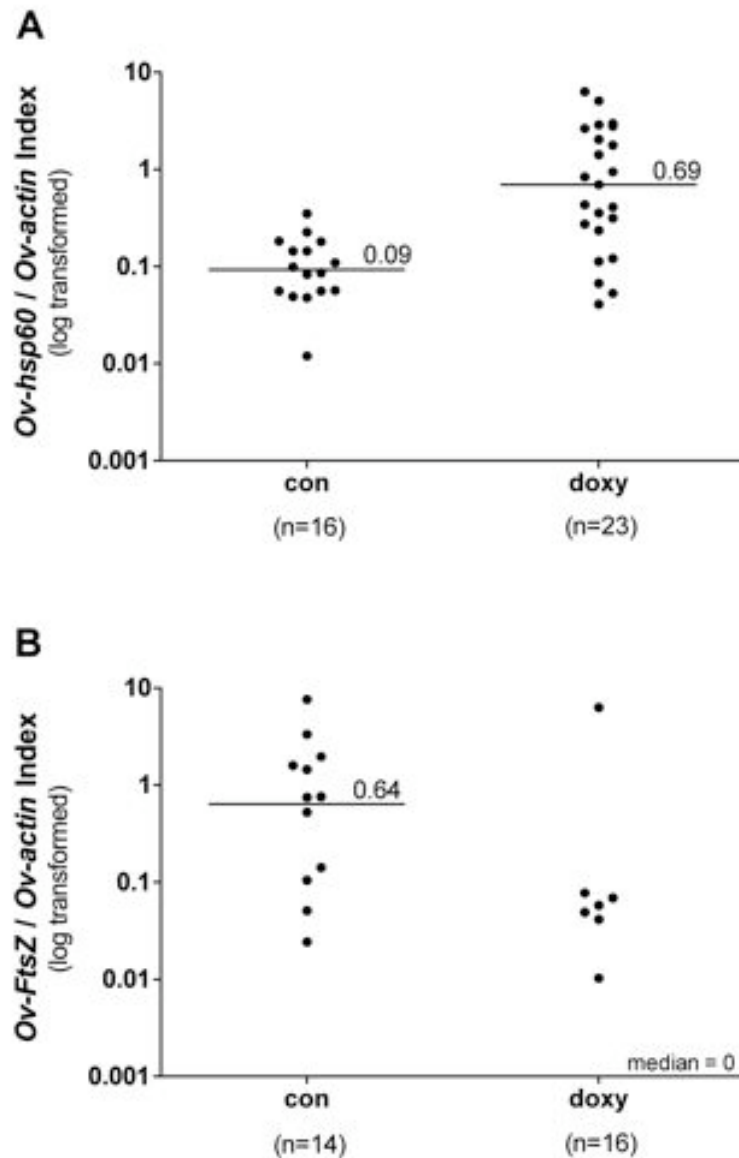 A
Ov-hsp60 / Ov-actin Index
(log transformed)
10
1
0.1
0.01
0.001
0.09
0.69
con
doxy
(n=16)
(n=23)
B
Ov-FtsZ / Ov-actin Index
(log transformed)
10
1
0.1
0.01
0.001
0.64
median = 0
con
doxy
(n=14)
(n=16)